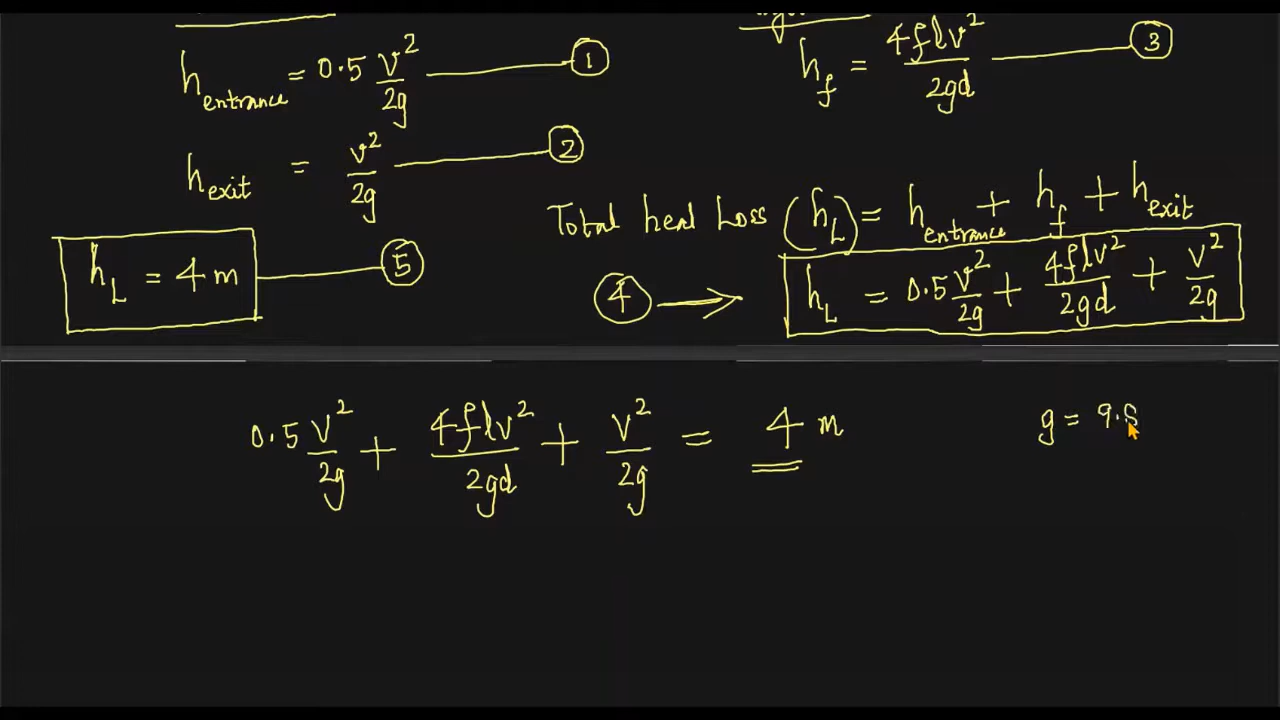 h_entrance = 0.5 v²/2g — ①
h_f = 4flv²/2gd — ③
h_exit = v²/2g — ②
Total head Loss (h_L) = h_entrance + h_f + h_exit
h_L = 4 m — ⑤
④ → h_L = 0.5 v²/2g + 4flv²/2gd + v²/2g
0.5 v²/2g + 4flv²/2gd + v²/2g = 4 m
g = 9.8